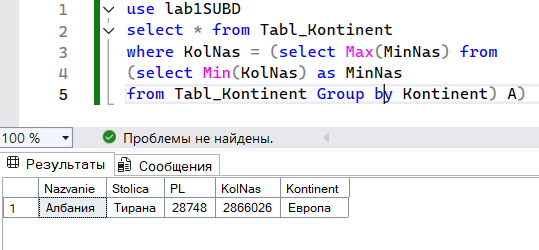 1 use lab1SUBD
2 select * from Tabl_Kontinent
3 where KolNas = (select Max(MinNas) from
4 (select Min(KolNas) as MinNas
5 from Tabl_Kontinent Group by Kontinent) A)
100 % Проблемы не найдены.
Результаты Сообщения
Nazvanie Stolica PL KolNas Kontinent
1 Албания Тирана 28748 2866026 Европа